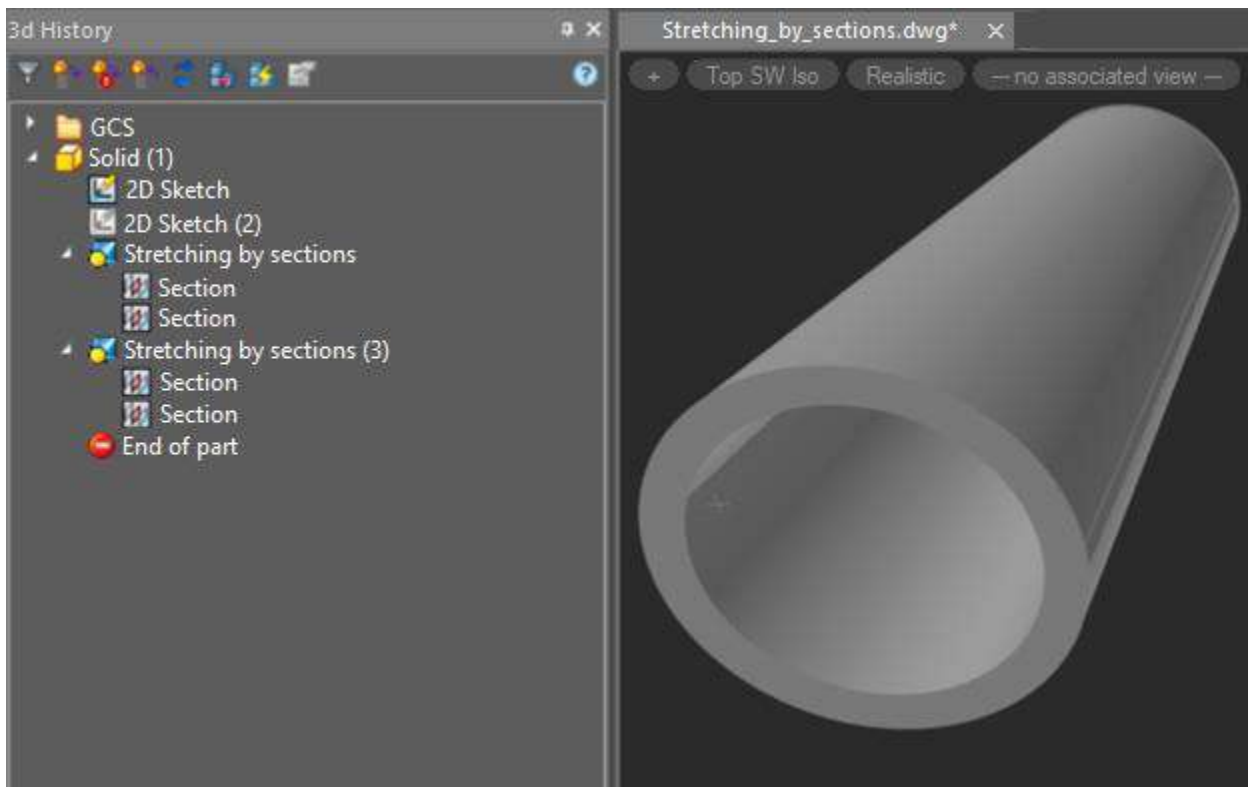 3d History
Stretching_by_sections.dwg*
+ Top SW Iso Realistic — no associated view —
GCS
Solid (1)
2D Sketch
2D Sketch (2)
Stretching by sections
Section
Section
Stretching by sections (3)
Section
Section
End of part